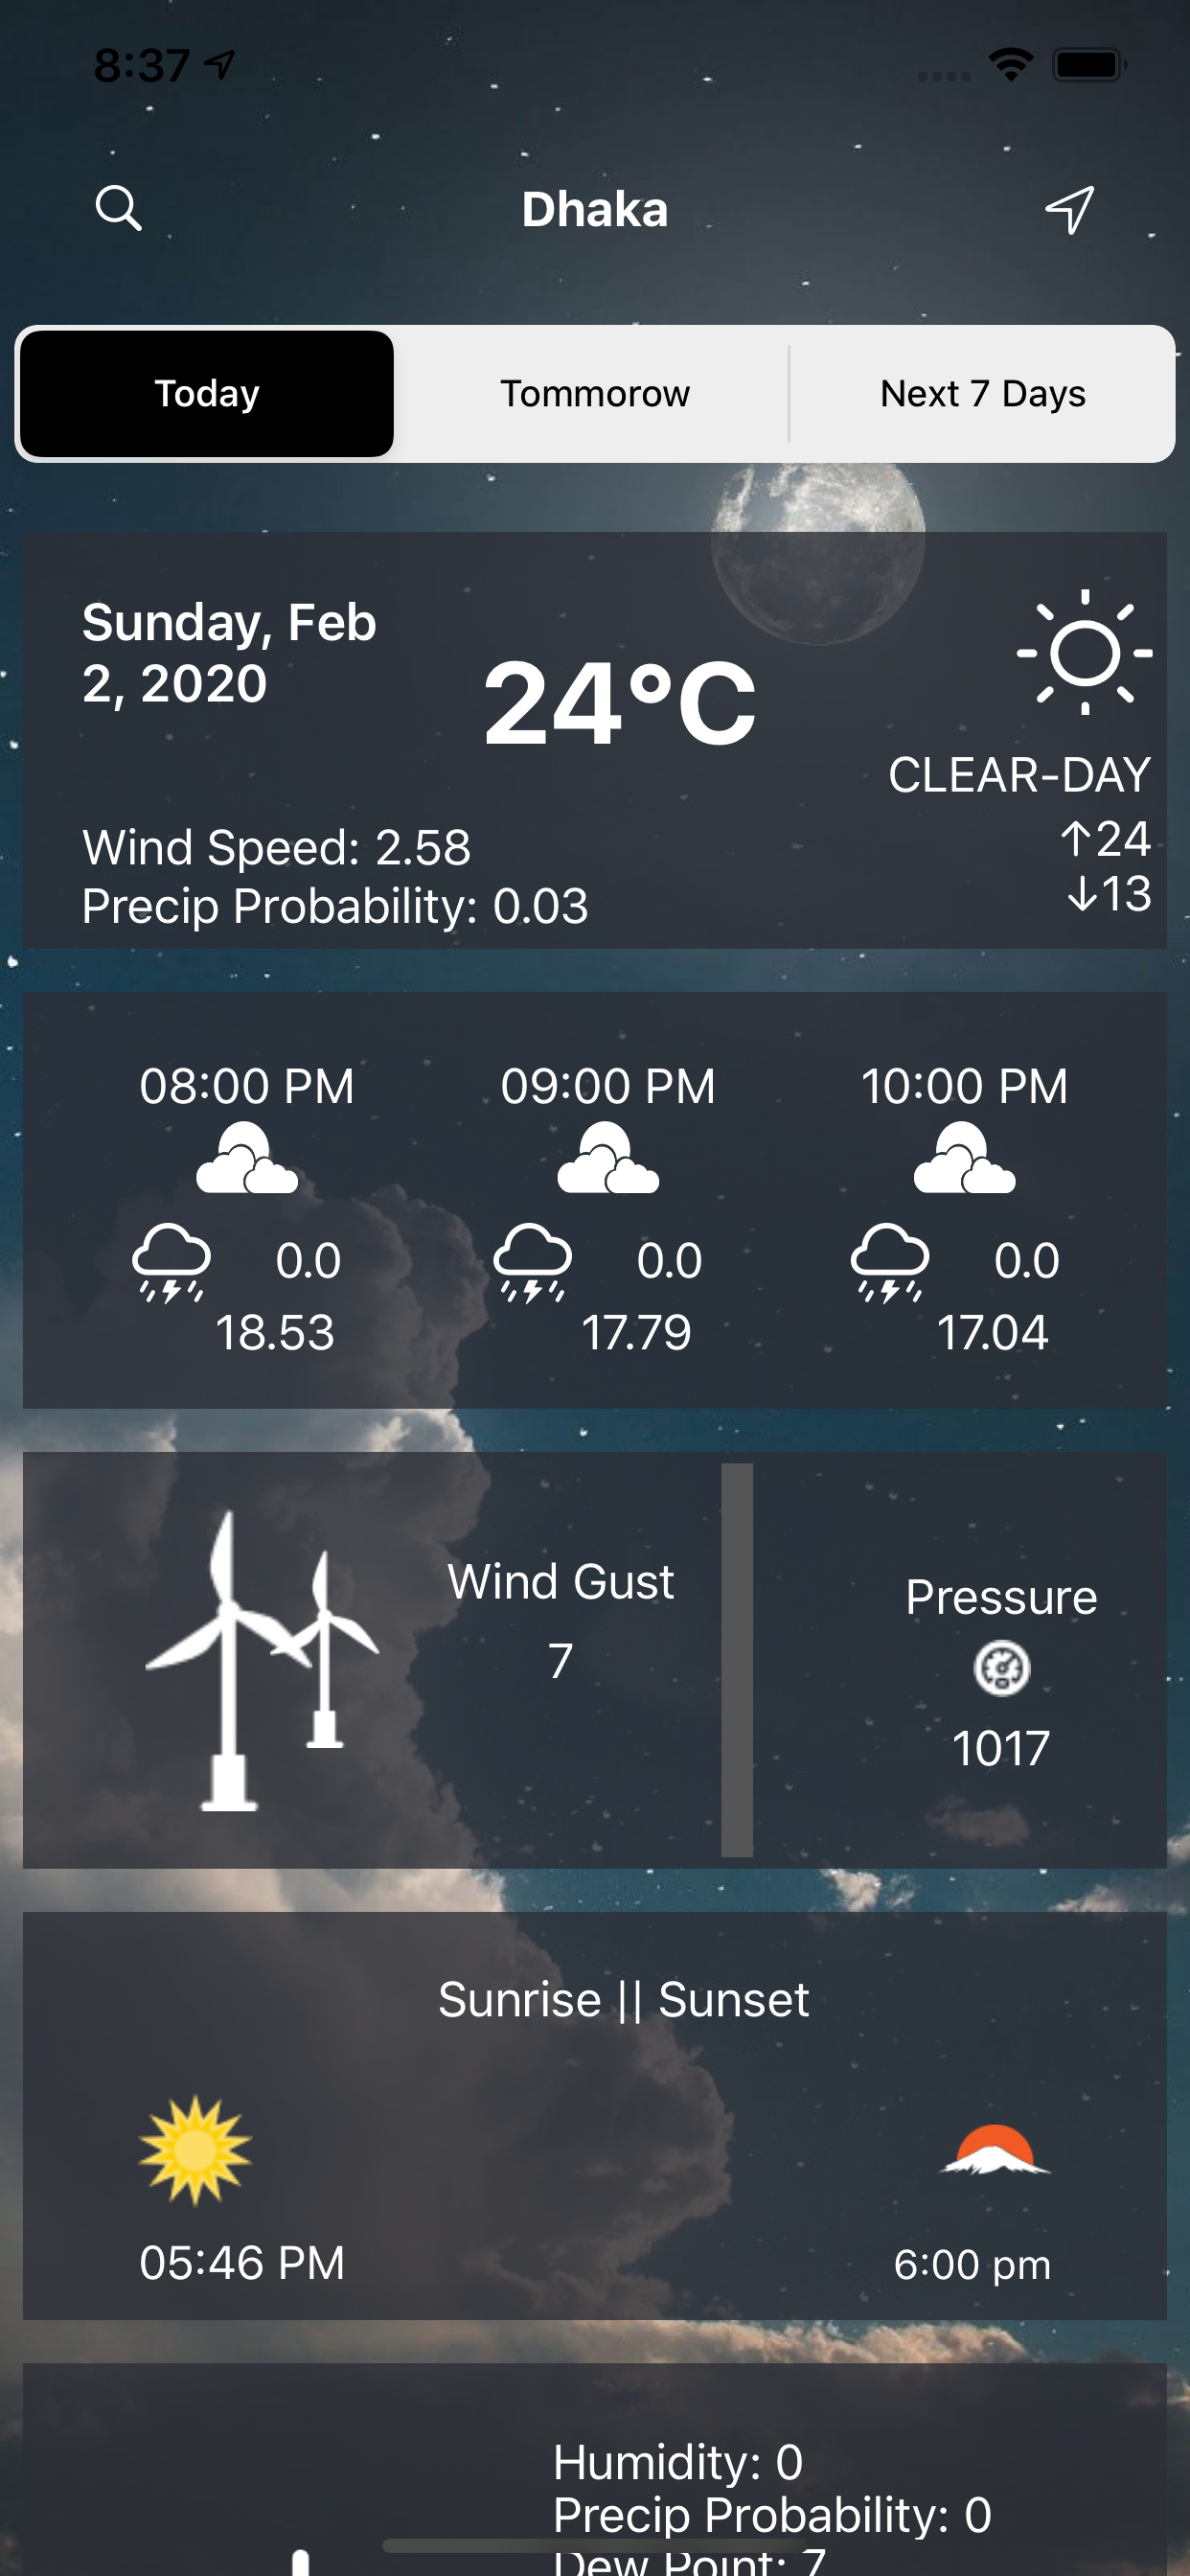 8:37
Dhaka
Today
Tommorow
Next 7 Days
Sunday, Feb
2, 2020
24°C
CLEAR-DAY
↑24
↓13
Wind Speed: 2.58
Precip Probability: 0.03
08:00 PM
09:00 PM
10:00 PM
0.0
0.0
0.0
18.53
17.79
17.04
Wind Gust
7
Pressure
1017
Sunrise || Sunset
05:46 PM
6:00 pm
Humidity: 0
Precip Probability: 0
Dew Point: 7